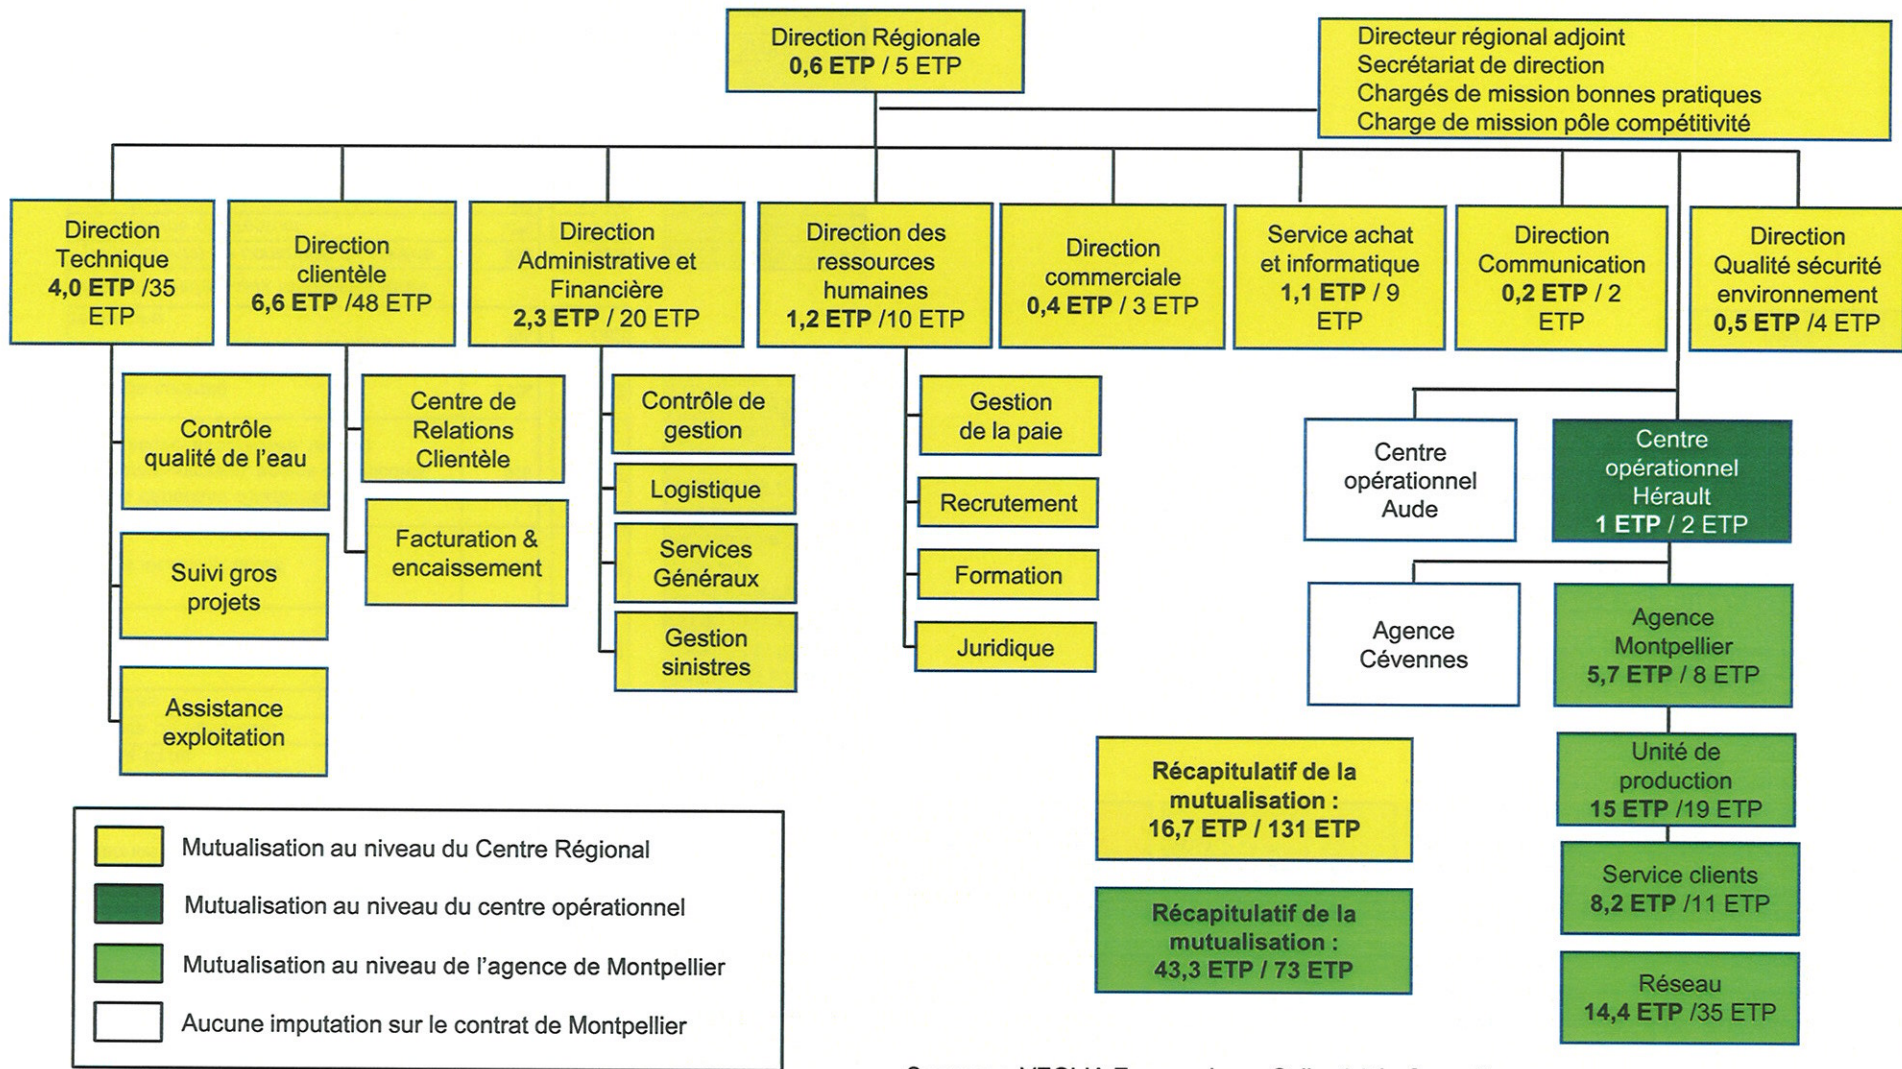 Direction Régionale
0,6 ETP / 5 ETP
Directeur régional adjoint
Secrétariat de direction
Chargés de mission bonnes pratiques
Charge de mission pôle compétitivité
Direction
Technique
4,0 ETP /35
ETP
Direction
clientèle
6,6 ETP /48 ETP
Direction
Administrative et
Financière
2,3 ETP / 20 ETP
Direction des
ressources
humaines
1,2 ETP /10 ETP
Direction
commerciale
0,4 ETP / 3 ETP
Service achat
et informatique
1,1 ETP / 9
ETP
Direction
Communication
0,2 ETP / 2
ETP
Direction
Qualité sécurité
environnement
0,5 ETP /4 ETP
Contrôle
qualité de l'eau
Suivi gros
projets
Assistance
exploitation
Centre de
Relations
Clientèle
Facturation &
encaissement
Contrôle de
gestion
Logistique
Services
Généraux
Gestion
sinistres
Gestion
de la paie
Recrutement
Formation
Juridique
Centre
opérationnel
Aude
Centre
opérationnel
Hérault
1 ETP / 2 ETP
Agence
Cévennes
Agence
Montpellier
5,7 ETP / 8 ETP
Unité de
production
15 ETP /19 ETP
Service clients
8,2 ETP /11 ETP
Réseau
14,4 ETP /35 ETP
Récapitulatif de la
mutualisation :
16,7 ETP / 131 ETP
Récapitulatif de la
mutualisation :
43,3 ETP / 73 ETP
Mutualisation au niveau du Centre Régional
Mutualisation au niveau du centre opérationnel
Mutualisation au niveau de l'agence de Montpellier
Aucune imputation sur le contrat de Montpellier